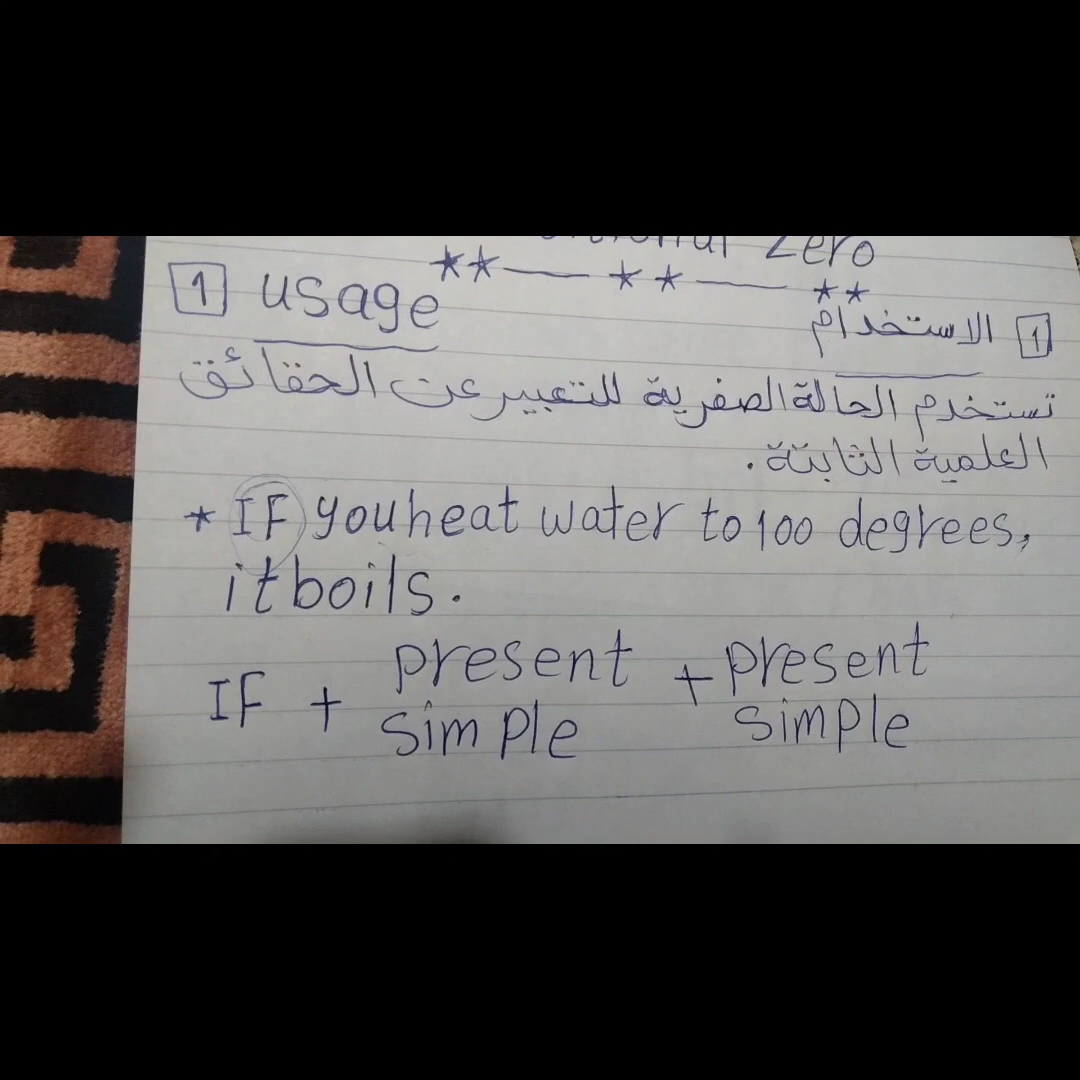 Zero
** —— ** —— **
1 usage
1 الاستخدام
تستخدم الحالة الصفرية للتعبير عن الحقائق
العلمية الثابتة.
* IF you heat water to 100 degrees,
it boils.
IF + present simple + present simple